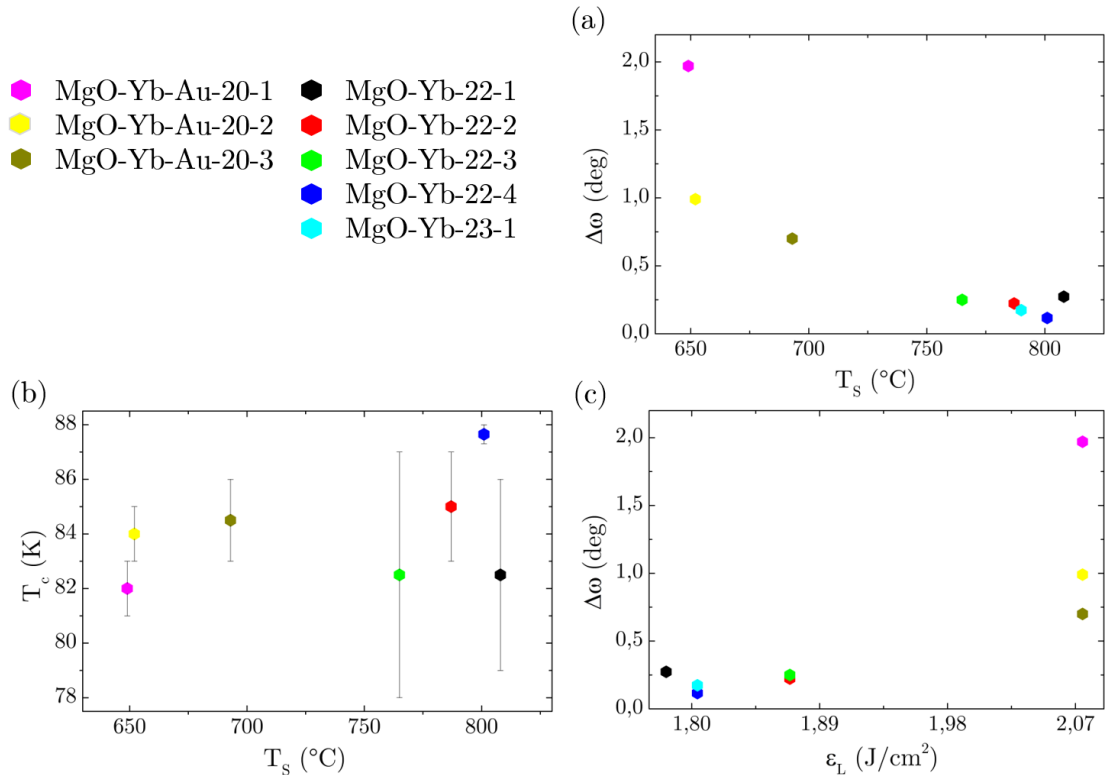 (a)
MgO-Yb-Au-20-1
MgO-Yb-Au-20-2
MgO-Yb-Au-20-3
MgO-Yb-22-1
MgO-Yb-22-2
MgO-Yb-22-3
MgO-Yb-22-4
MgO-Yb-23-1
2,0
1,5
1,0
0,5
0,0
Δω (deg)
650 700 750 800
T_S (°C)
(b)
88
86
84
82
80
78
T_c (K)
650 700 750 800
T_S (°C)
(c)
2,0
1,5
1,0
0,5
0,0
Δω (deg)
1,80 1,89 1,98 2,07
ε_L (J/cm²)